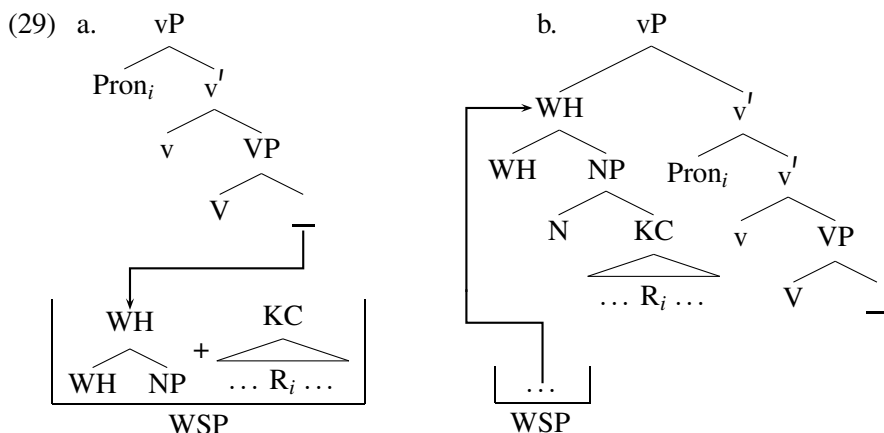 (29) a. vP b. vP
Pron_i v' WH v'
v VP WH NP Pron_i v'
V N KC v VP
… R_i … V
WH + KC
WH NP … R_i … …
WSP WSP